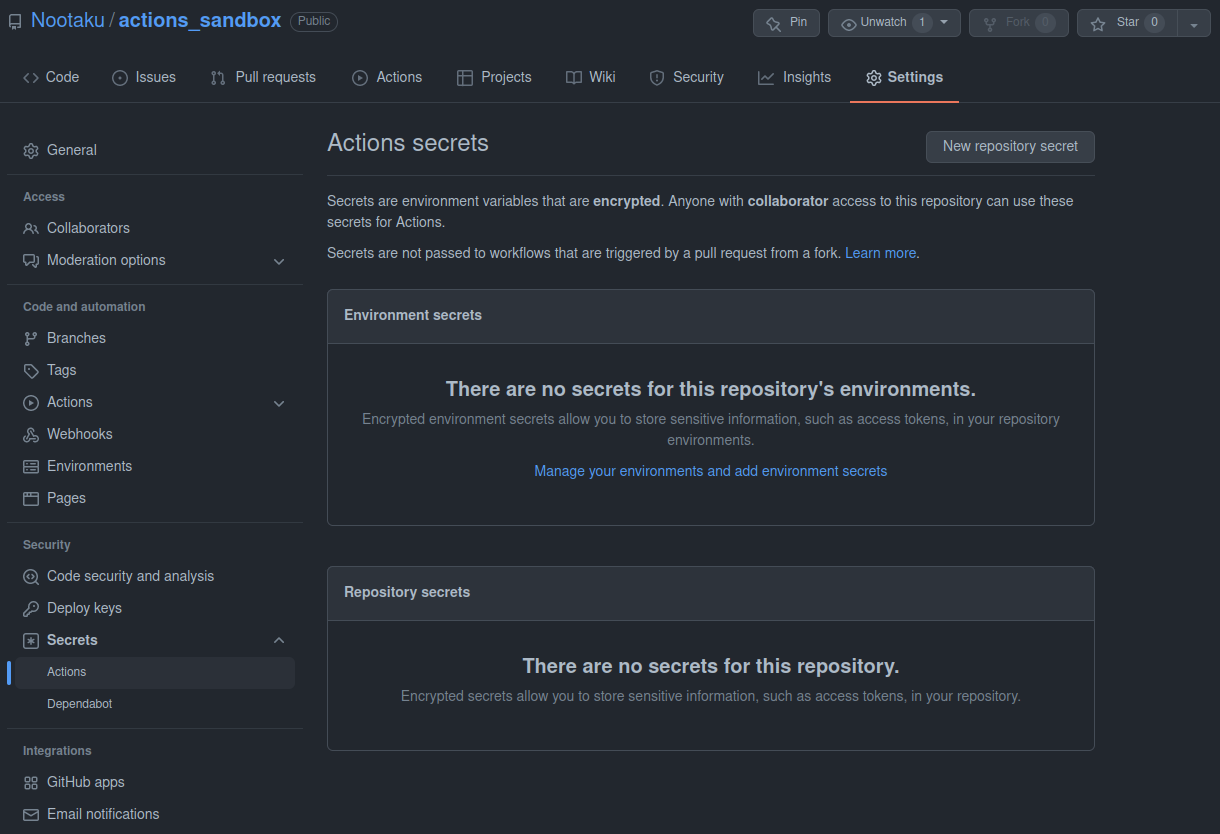 Nootaku / actions_sandbox Public
Pin
Unwatch 1
Fork 0
Star 0
Code
Issues
Pull requests
Actions
Projects
Wiki
Security
Insights
Settings
General
Access
Collaborators
Moderation options
Code and automation
Branches
Tags
Actions
Webhooks
Environments
Pages
Security
Code security and analysis
Deploy keys
Secrets
Actions
Dependabot
Integrations
GitHub apps
Email notifications
Actions secrets
New repository secret
Secrets are environment variables that are encrypted. Anyone with collaborator access to this repository can use these
secrets for Actions.
Secrets are not passed to workflows that are triggered by a pull request from a fork. Learn more.
Environment secrets
There are no secrets for this repository's environments.
Encrypted environment secrets allow you to store sensitive information, such as access tokens, in your repository
environments.
Manage your environments and add environment secrets
Repository secrets
There are no secrets for this repository.
Encrypted secrets allow you to store sensitive information, such as access tokens, in your repository.